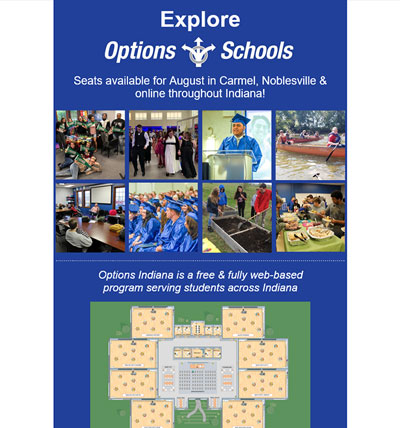 Explore
Options Schools
Seats available for August in Carmel, Noblesville &
online throughout Indiana!
Options Indiana is a free & fully web-based
program serving students across Indiana